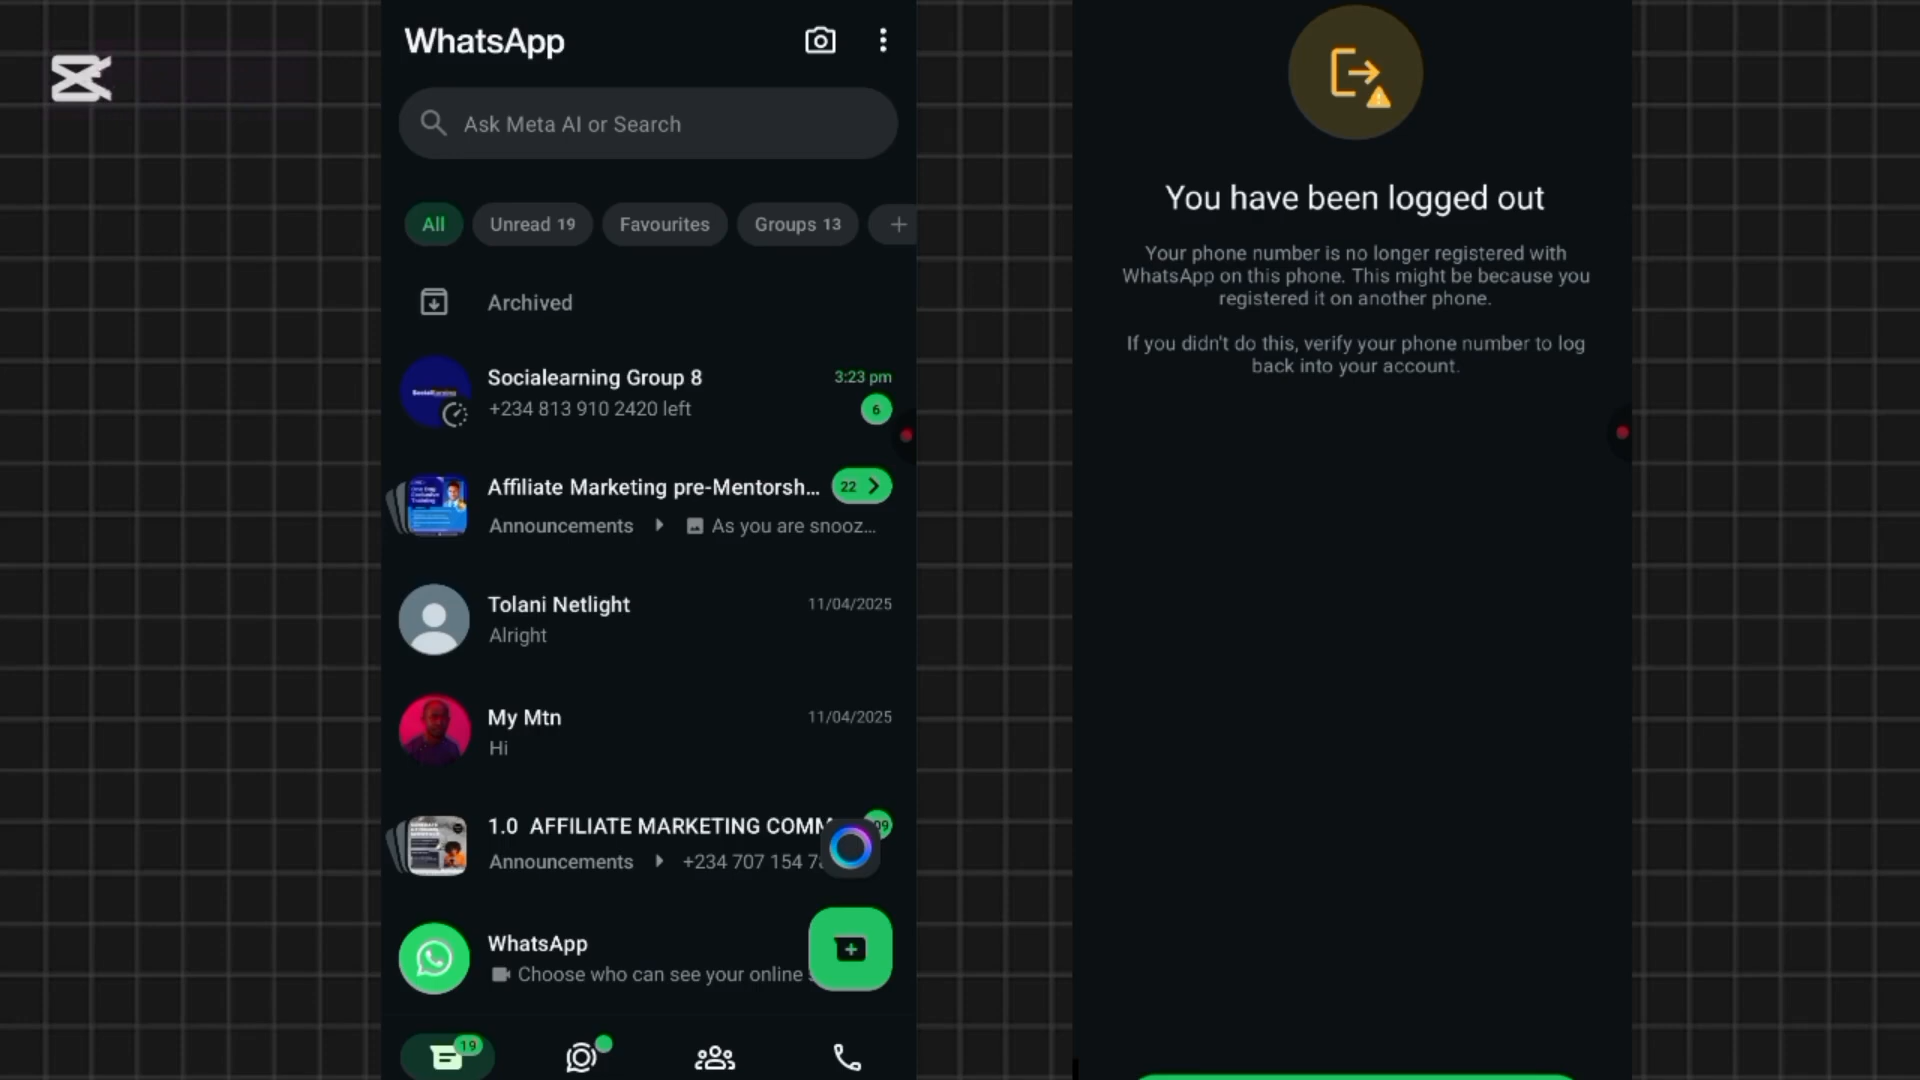 WhatsApp
Ask Meta AI or Search
All
Unread 19
Favourites
Groups 13
Archived
Socialearning Group 8
3:23 pm
+234 813 910 2420 left
6
Affiliate Marketing pre-Mentorsh...
22
Announcements
As you are snooz...
Tolani Netlight
11/04/2025
Alright
My Mtn
11/04/2025
Hi
1.0 AFFILIATE MARKETING COMM
Announcements
+234 707 154
WhatsApp
Choose who can see your online
19
You have been logged out
Your phone number is no longer registered with
WhatsApp on this phone. This might be because you
registered it on another phone.
If you didn't do this, verify your phone number to log
back into your account.